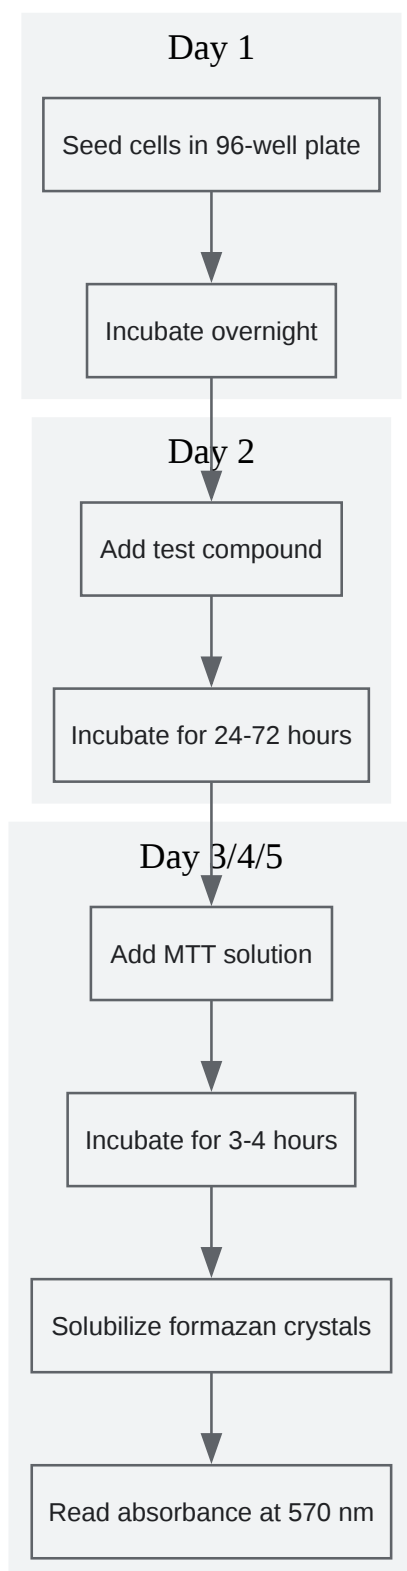 Day 1
Seed cells in 96-well plate
Incubate overnight
Day 2
Add test compound
Incubate for 24-72 hours
Day 3/4/5
Add MTT solution
Incubate for 3-4 hours
Solubilize formazan crystals
Read absorbance at 570 nm